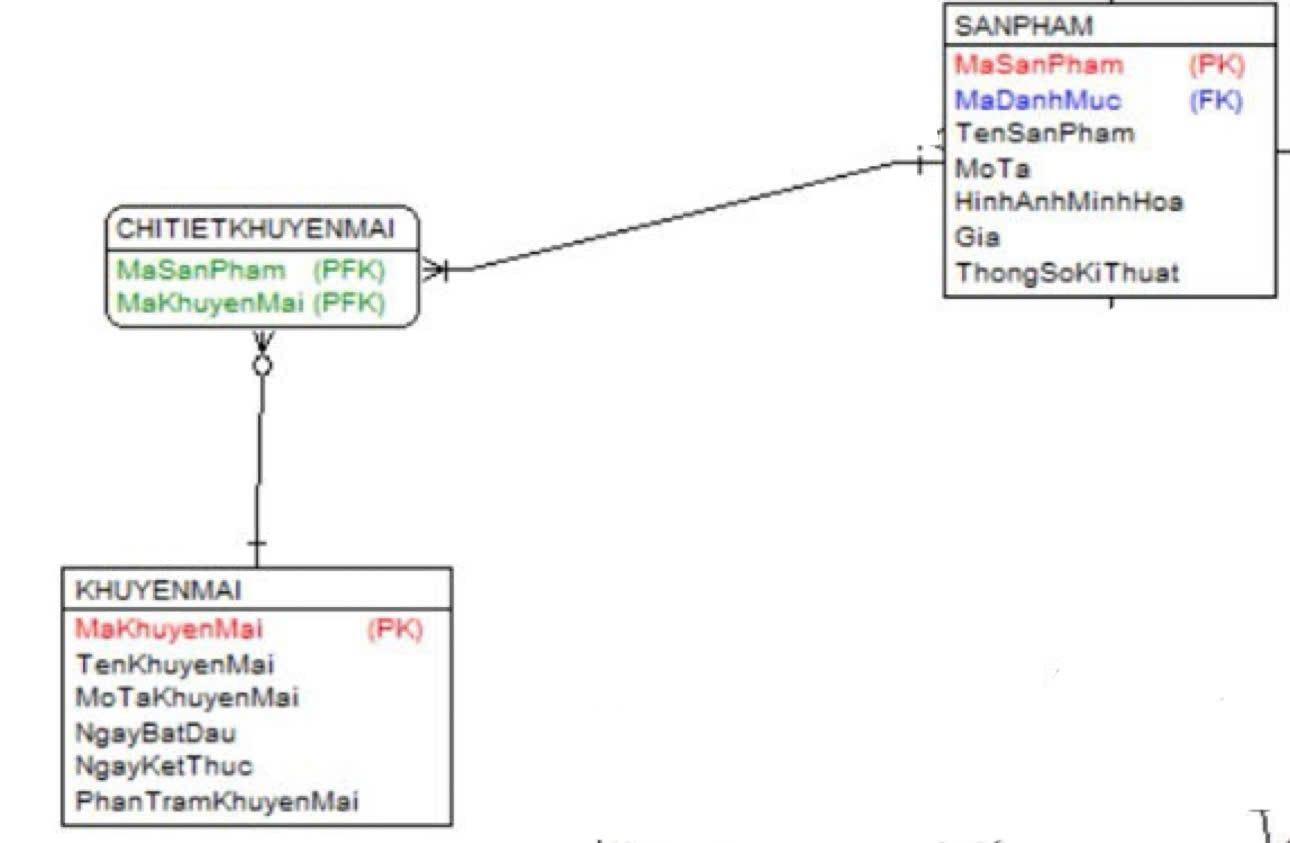 SANPHAM
MaSanPham (PK)
MaDanhMuc (FK)
TenSanPham
MoTa
HinhAnhMinhHoa
Gia
ThongSoKiThuat
CHITIETKHUYENMAI
MaSanPham (PFK)
MaKhuyenMai (PFK)
KHUYENMAI
MaKhuyenMai (PK)
TenKhuyenMai
MoTaKhuyenMai
NgayBatDau
NgayKetThuc
PhanTramKhuyenMai